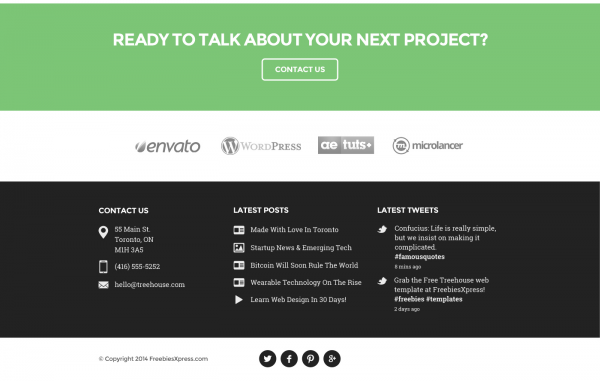 READY TO TALK ABOUT YOUR NEXT PROJECT?
CONTACT US
envato
WORDPRESS
ae tuts+
microlancer
CONTACT US
55 Main St.
Toronto, ON
M1H 3A5
(416) 555-5252
hello@treehouse.com
LATEST POSTS
Made With Love In Toronto
Startup News & Emerging Tech
Bitcoin Will Soon Rule The World
Wearable Technology On The Rise
Learn Web Design In 30 Days!
LATEST TWEETS
Confucius: Life is really simple,
but we insist on making it
complicated.
#famousquotes
8 mins ago
Grab the Free Treehouse web
template at FreebiesXpress!
#freebies #templates
2 days ago
© Copyright 2014 FreebiesXpress.com